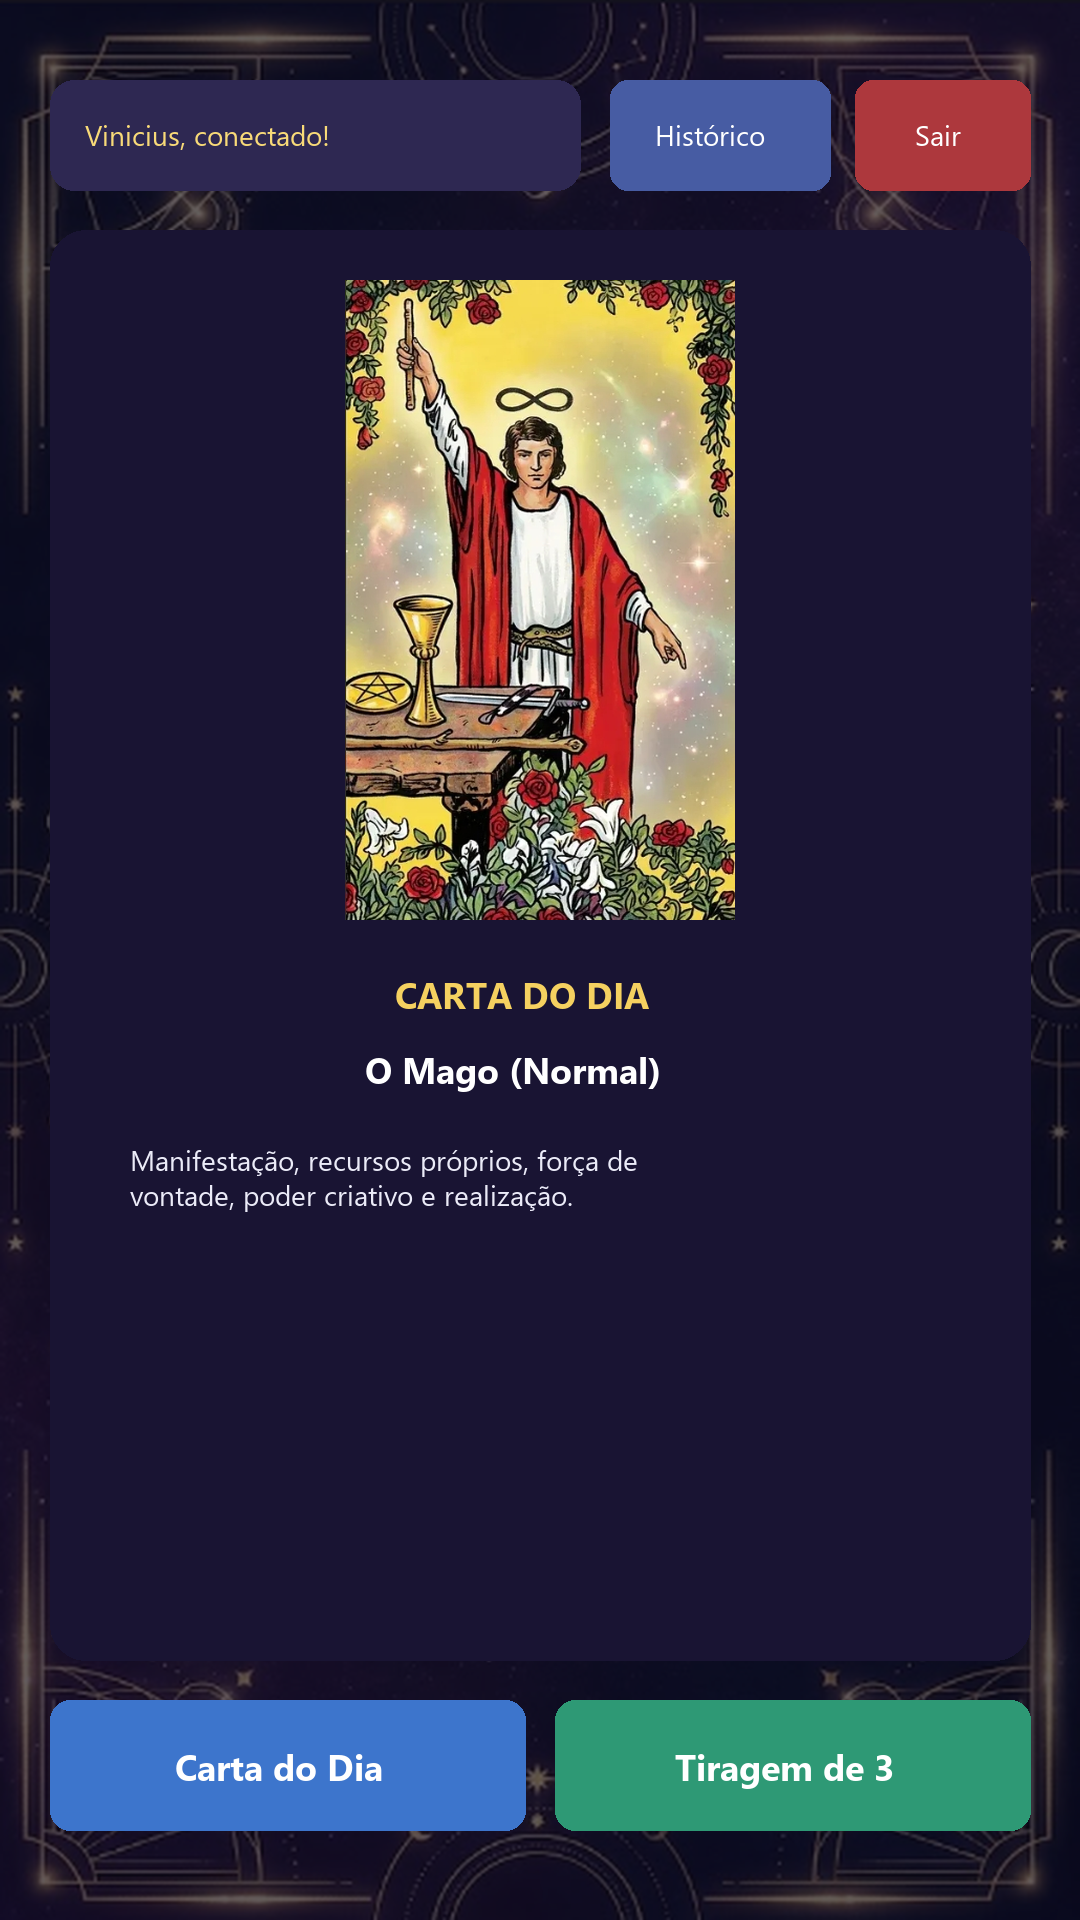 Vinicius, conectado!
Histórico
Sair
CARTA DO DIA
O Mago (Normal)
Manifestação, recursos próprios, força de
vontade, poder criativo e realização.
Carta do Dia
Tiragem de 3